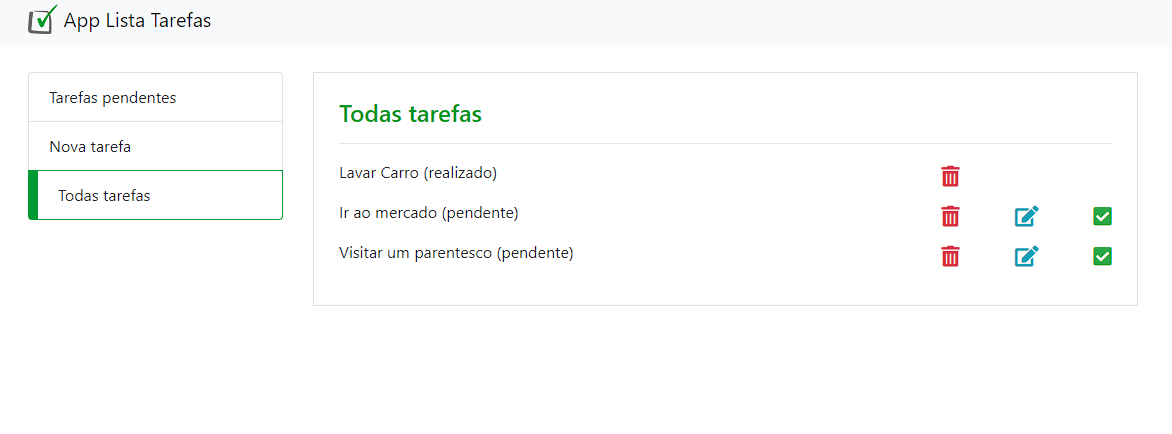 App Lista Tarefas
Tarefas pendentes
Nova tarefa
Todas tarefas
Todas tarefas
Lavar Carro (realizado)
Ir ao mercado (pendente)
Visitar um parentesco (pendente)